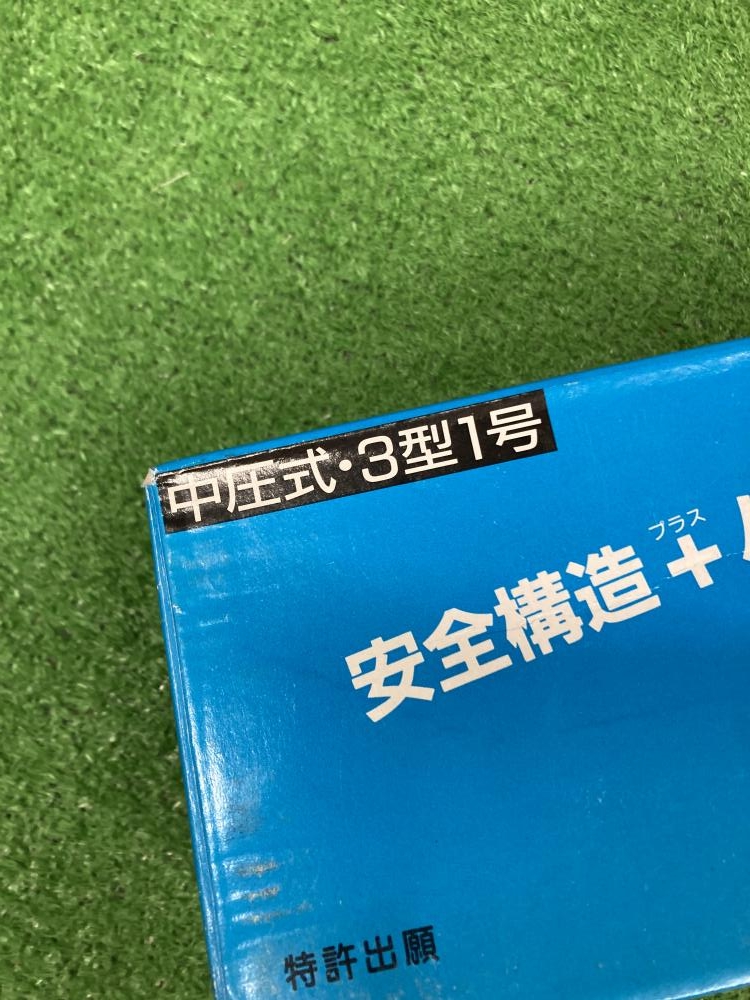 中圧式・3型1号
プラス
安全構造+
特許出願